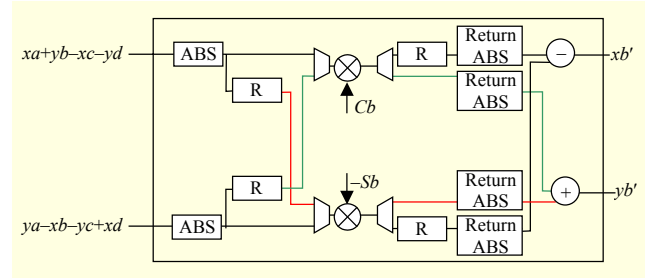 xa+yb–xc–yd
ABS
R
Cb
R
Return
ABS
Return
ABS
–
xb'
ya–xb–yc+xd
ABS
R
–Sb
R
Return
ABS
Return
ABS
+
yb'